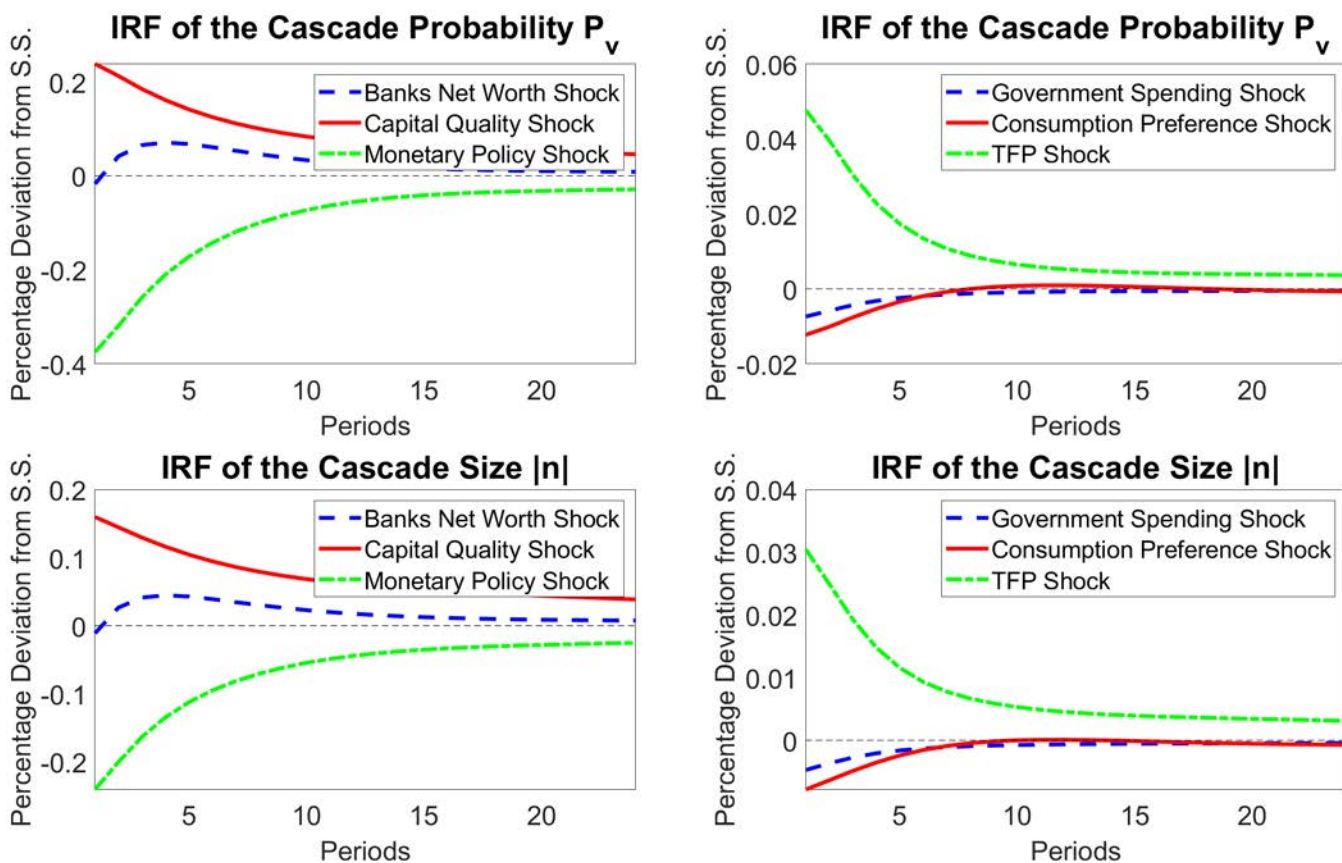 IRF of the Cascade Probability P_v
Percentage Deviation from S.S.
0.2
0
-0.2
-0.4
Banks Net Worth Shock
Capital Quality Shock
Monetary Policy Shock
5 10 15 20
Periods
IRF of the Cascade Probability P_v
Percentage Deviation from S.S.
0.06
0.04
0.02
0
-0.02
Government Spending Shock
Consumption Preference Shock
TFP Shock
5 10 15 20
Periods
IRF of the Cascade Size |n|
Percentage Deviation from S.S.
0.2
0.1
0
-0.1
-0.2
Banks Net Worth Shock
Capital Quality Shock
Monetary Policy Shock
5 10 15 20
Periods
IRF of the Cascade Size |n|
Percentage Deviation from S.S.
0.04
0.03
0.02
0.01
0
Government Spending Shock
Consumption Preference Shock
TFP Shock
5 10 15 20
Periods